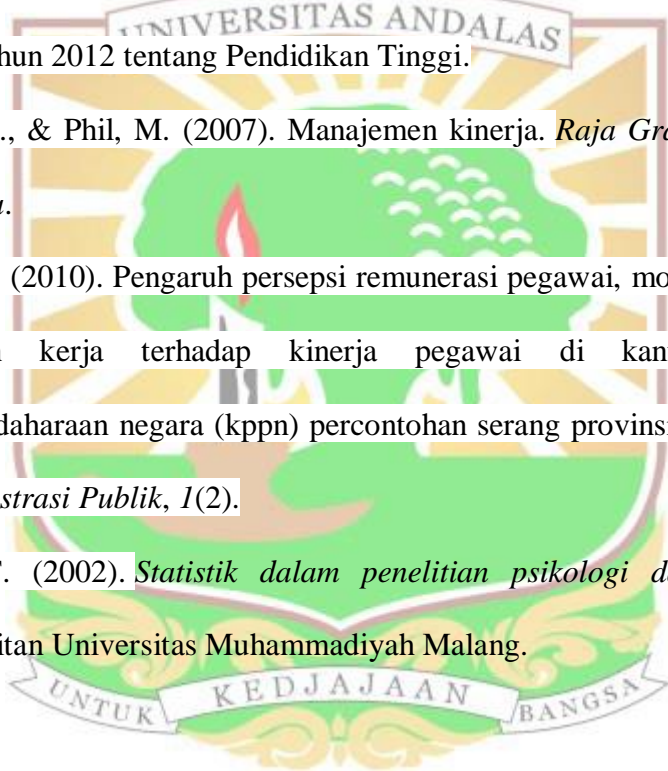 UNIVERSITAS ANDALAS
hun 2012 tentang Pendidikan Tinggi.
., & Phil, M. (2007). Manajemen kinerja. Raja Gra
(2010). Pengaruh persepsi remunerasi pegawai, mo
kerja terhadap kinerja pegawai di kan
daharaan negara (kppn) percontohan serang provinsi
strasi Publik, 1(2).
(2002). Statistik dalam penelitian psikologi d
itan Universitas Muhammadiyah Malang.
UNTUK KEDJAJAAN BANGSA